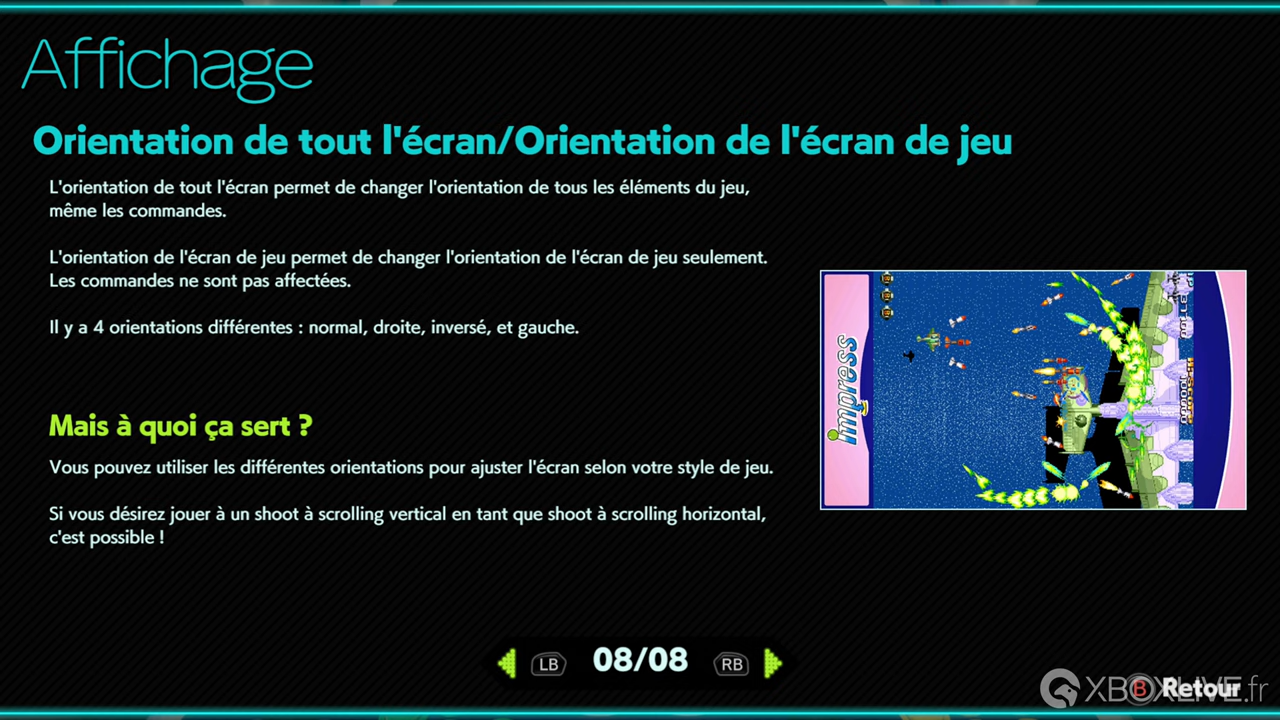 Affichage
Orientation de tout l'écran/Orientation de l'écran de jeu
L'orientation de tout l'écran permet de changer l'orientation de tous les éléments du jeu,
même les commandes.
L'orientation de l'écran de jeu permet de changer l'orientation de l'écran de jeu seulement.
Les commandes ne sont pas affectées.
Il y a 4 orientations différentes : normal, droite, inversé, et gauche.
impress
Mais à quoi ça sert ?
Vous pouvez utiliser les différentes orientations pour ajuster l'écran selon votre style de jeu.
Si vous désirez jouer à un shoot à scrolling vertical en tant que shoot à scrolling horizontal,
c'est possible !
LB 08/08 RB
B Retour
XBOXLIVE.fr